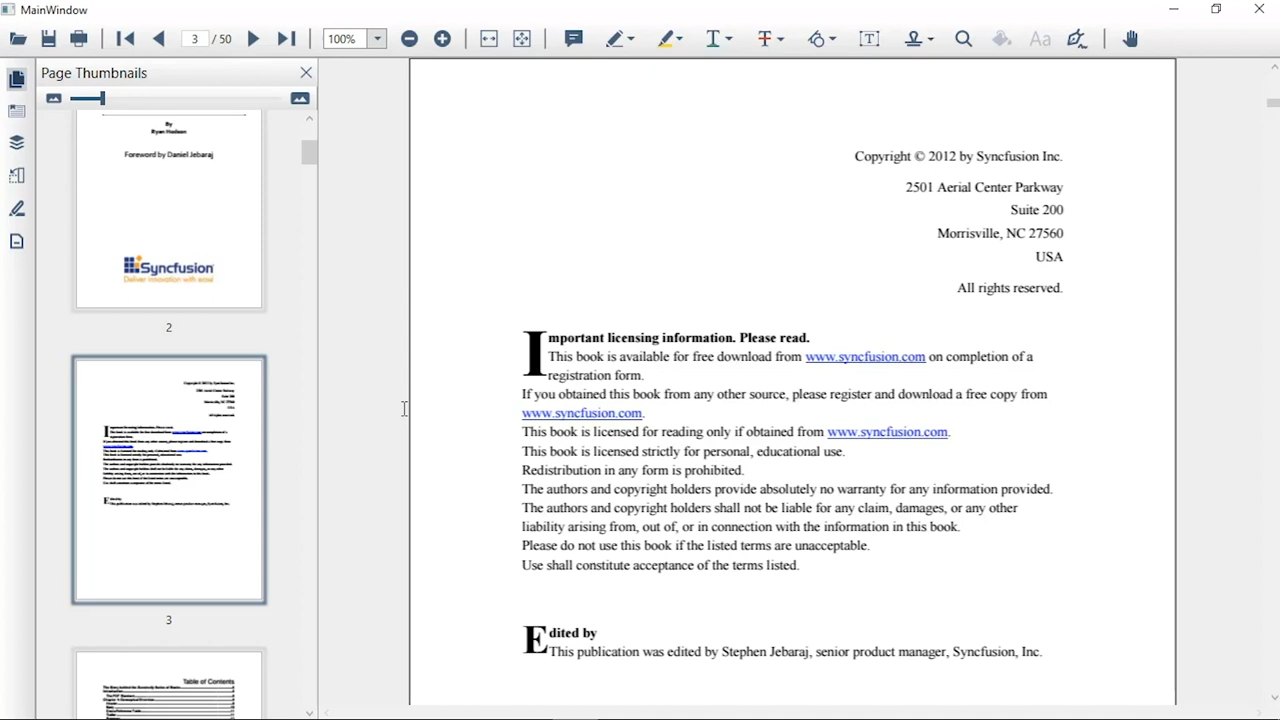 MainWindow
3 / 50
100%
Page Thumbnails
By
Ryan Hodson
Foreword by Daniel Jebaraj
Syncfusion
Deliver innovation with ease
2
3
Table of Contents
Copyright © 2012 by Syncfusion Inc.
2501 Aerial Center Parkway
Suite 200
Morrisville, NC 27560
USA
All rights reserved.
Important licensing information. Please read.
This book is available for free download from www.syncfusion.com on completion of a
registration form.
If you obtained this book from any other source, please register and download a free copy from
www.syncfusion.com.
This book is licensed for reading only if obtained from www.syncfusion.com.
This book is licensed strictly for personal, educational use.
Redistribution in any form is prohibited.
The authors and copyright holders provide absolutely no warranty for any information provided.
The authors and copyright holders shall not be liable for any claim, damages, or any other
liability arising from, out of, or in connection with the information in this book.
Please do not use this book if the listed terms are unacceptable.
Use shall constitute acceptance of the terms listed.
Edited by
This publication was edited by Stephen Jebaraj, senior product manager, Syncfusion, Inc.